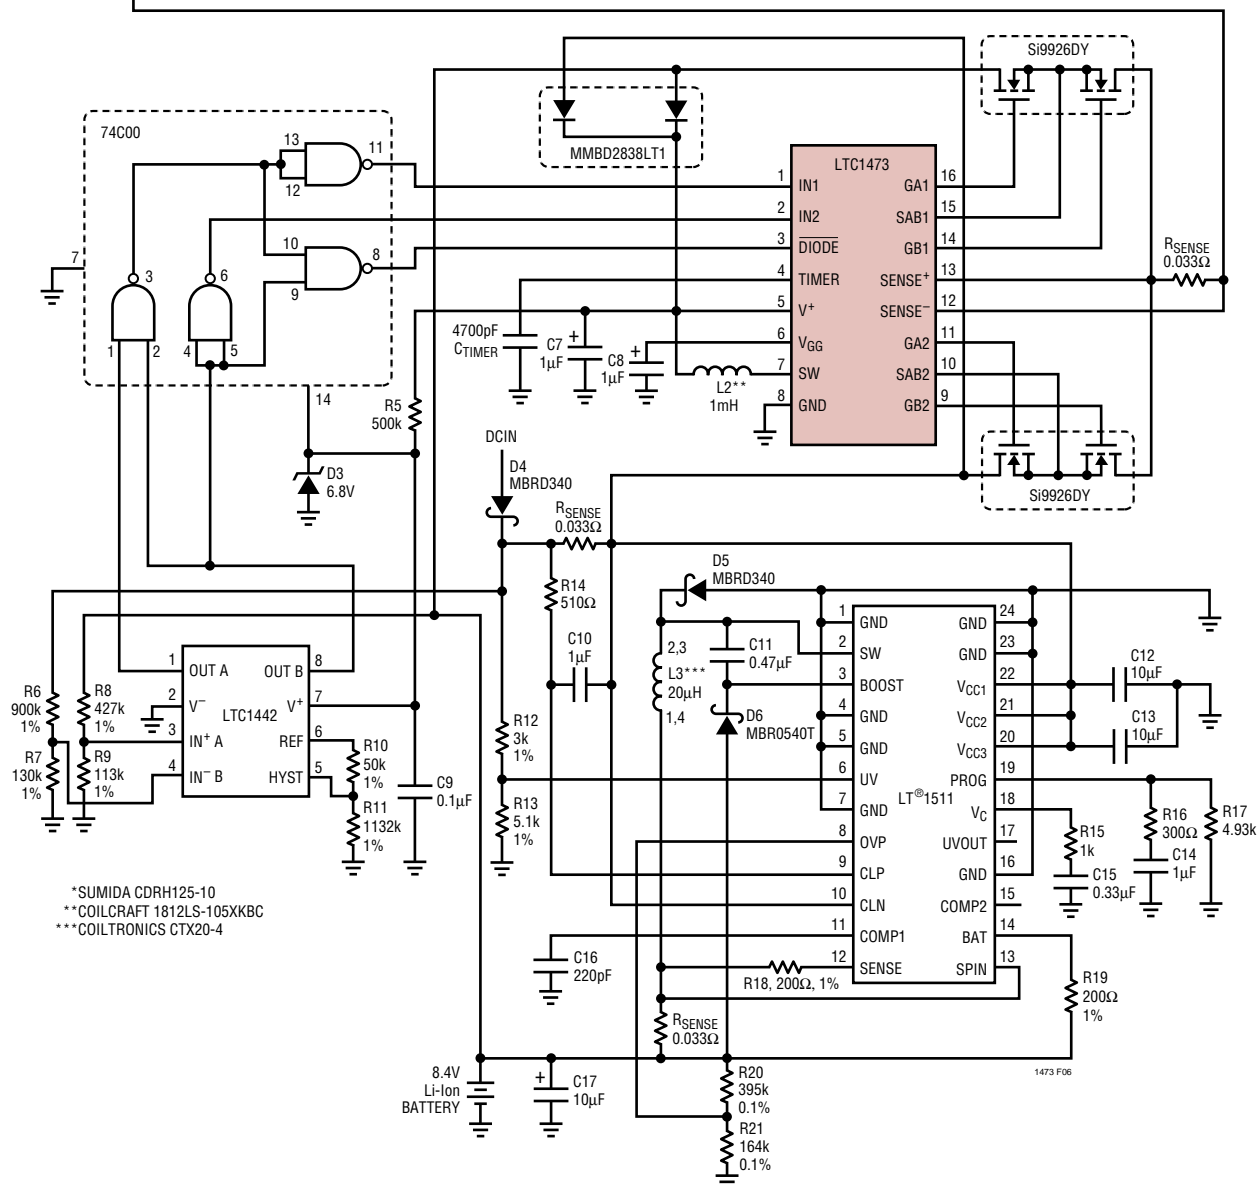 Si9926DY
74C00
13
12
11
MMBD2838LT1
LTC1473
1
IN1
GA1
16
2
IN2
SAB1
15
10
9
8
3
DIODE
GB1
14
RSENSE
0.033Ω
7
3
6
4
TIMER
SENSE+
13
5
V+
SENSE−
12
1
2
4
5
4700pF
CTIMER
+
C7
1µF
+
C8
1µF
6
VGG
GA2
11
7
SW
SAB2
10
L2**
1mH
8
GND
GB2
9
14
R5
500k
DCIN
D3
6.8V
D4
MBRD340
Si9926DY
RSENSE
0.033Ω
R14
510Ω
D5
MBRD340
C10
1µF
2,3
L3***
20µH
1,4
C11
0.47µF
D6
MBR0540T
1
GND
GND
24
2
SW
GND
23
3
BOOST
VCC1
22
4
GND
VCC2
21
5
GND
VCC3
20
6
UV
PROG
19
LT®1511
7
GND
VC
18
8
OVP
UVOUT
17
9
CLP
GND
16
10
CLN
COMP2
15
11
COMP1
BAT
14
12
SENSE
SPIN
13
C12
10µF
C13
10µF
R15
1k
C15
0.33µF
R16
300Ω
C14
1µF
R17
4.93k
1
OUT A
OUT B
8
2
V−
V+
7
LTC1442
3
IN+ A
REF
6
4
IN− B
HYST
5
R6
900k
1%
R8
427k
1%
R7
130k
1%
R9
113k
1%
R10
50k
1%
R11
1132k
1%
C9
0.1µF
R12
3k
1%
R13
5.1k
1%
*SUMIDA CDRH125-10
**COILCRAFT 1812LS-105XKBC
***COILTRONICS CTX20-4
C16
220pF
R18, 200Ω, 1%
R19
200Ω
1%
RSENSE
0.033Ω
8.4V
Li-Ion
BATTERY
+
C17
10µF
R20
395k
0.1%
R21
164k
0.1%
1473 F06